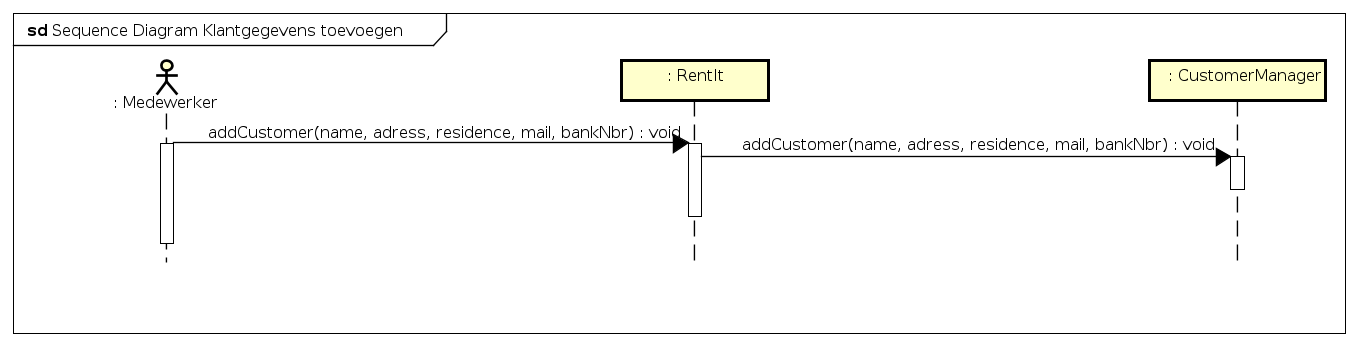 sd Sequence Diagram Klantgegevens toevoegen
: Medewerker
: RentIt
: CustomerManager
addCustomer(name, adress, residence, mail, bankNbr) : void
addCustomer(name, adress, residence, mail, bankNbr) : void